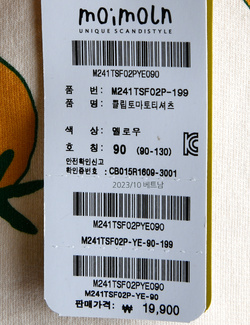 moimoln
UNIQUE SCANDISTYLE
M241TSF02PYE090
품 번: M241TSF02P-199
품 명: 플립토마토티셔츠
색 상: 멜로우
호 칭: 90 (90-130)
안전확인신고
확인증번호 : CB015R1609-3001
2023/10 베트남
M241TSF02PYE090
M241TSF02P-YE-90-199
M241TSF02P-YE-90
판매가격: ₩ 19,900